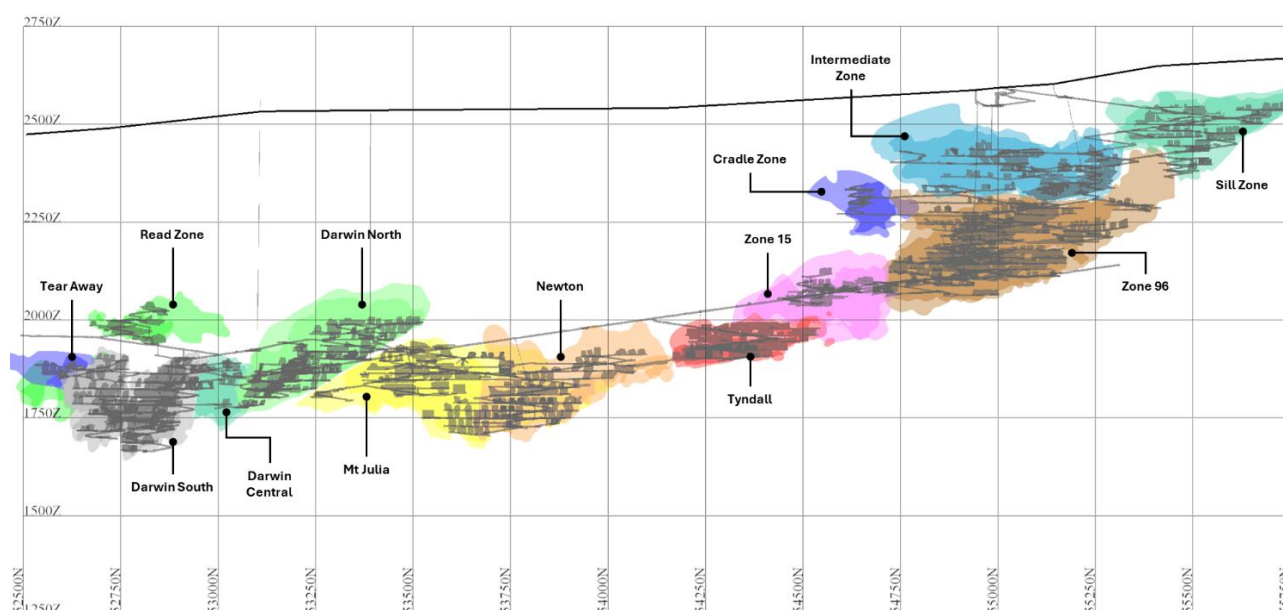 2750Z
Intermediate
Zone
2500Z
Cradle Zone
Sill Zone
2250Z
Read Zone
Darwin North
Zone 15
Tear Away
Newton
Zone 96
2000Z
1750Z
Tyndall
Mt Julia
Darwin South
Darwin
Central
1500Z
1250Z
52500N
52750N
53000N
53250N
53500N
53750N
54000N
54250N
54500N
54750N
55000N
55250N
55500N